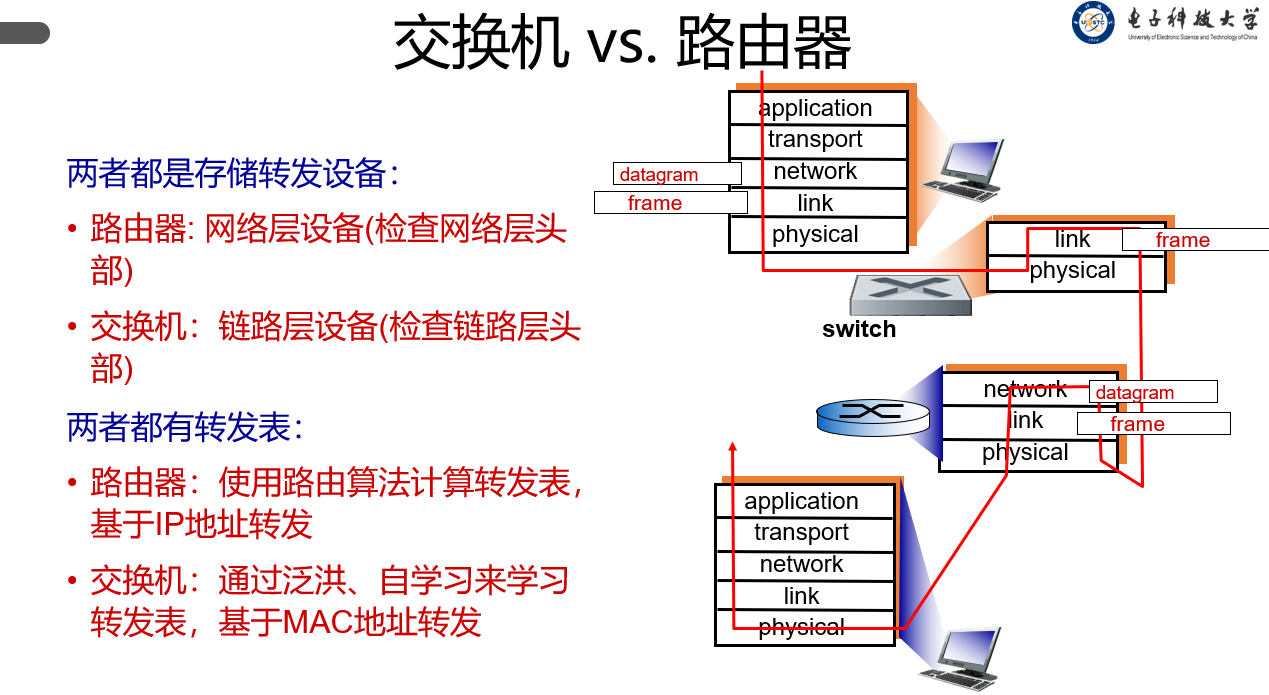 交换机 vs. 路由器
电子科技大学
University of Electronic Science and Technology of China
两者都是存储转发设备：
• 路由器: 网络层设备(检查网络层头
部)
• 交换机：链路层设备(检查链路层头
部)
两者都有转发表：
• 路由器：使用路由算法计算转发表，
基于IP地址转发
• 交换机：通过泛洪、自学习来学习
转发表，基于MAC地址转发
application
transport
network
link
physical
datagram
frame
link
physical
frame
switch
network
link
physical
datagram
frame
application
transport
network
link
physical